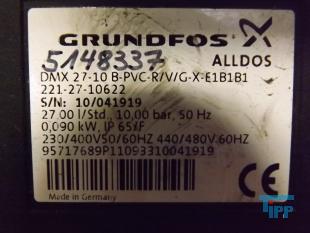 GRUNDFOS
ALLDOS
5148337
DMX 27-10 B-PVC-R/V/G-X-E1B1B1
221-27-10622
S/N: 10/041919
27.00 l/Std., 10,00 bar, 50 Hz
0,090 kW, IP 65/F
230/400V50/60HZ 440/480V.60HZ
95717689P11093310041919
CE
Made in Germany
TIPP